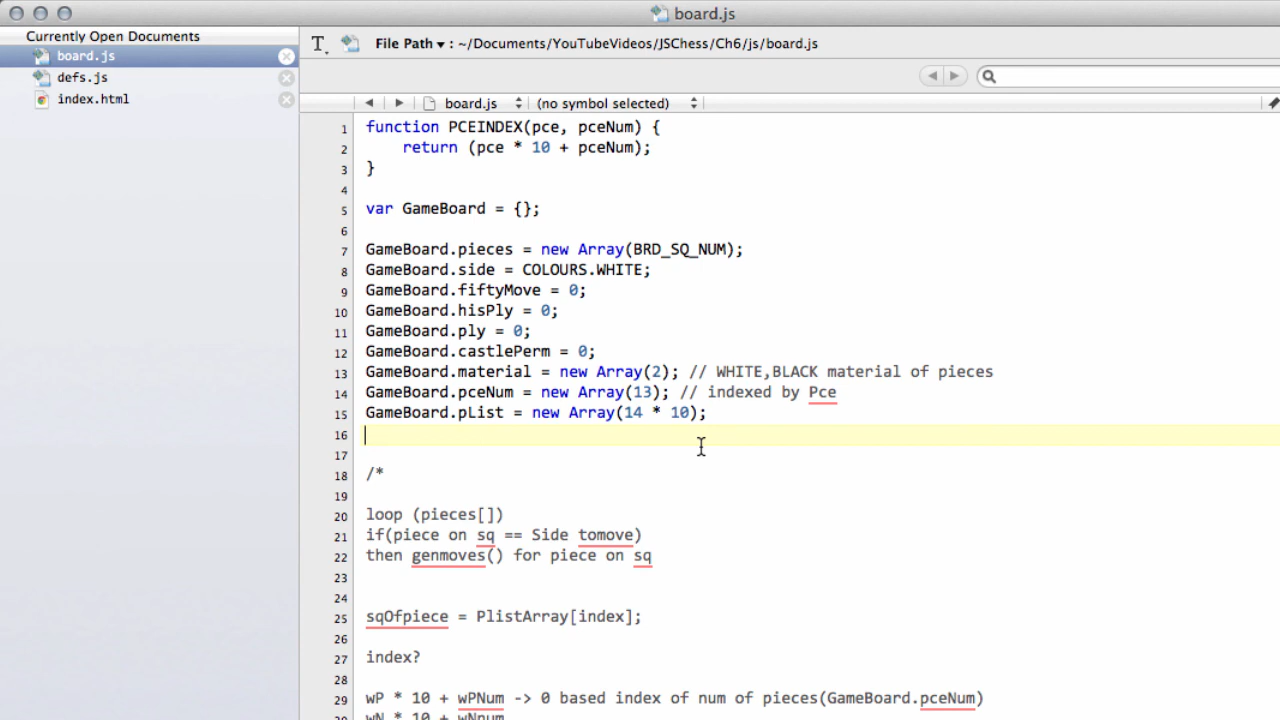 board.js
Currently Open Documents
board.js
defs.js
index.html
T. File Path ▾ : ~/Documents/YouTubeVideos/JSChess/Ch6/js/board.js
board.js (no symbol selected)
1 function PCEINDEX(pce, pceNum) {
2 return (pce * 10 + pceNum);
3 }
4
5 var GameBoard = {};
6
7 GameBoard.pieces = new Array(BRD_SQ_NUM);
8 GameBoard.side = COLOURS.WHITE;
9 GameBoard.fiftyMove = 0;
10 GameBoard.hisPly = 0;
11 GameBoard.ply = 0;
12 GameBoard.castlePerm = 0;
13 GameBoard.material = new Array(2); // WHITE,BLACK material of pieces
14 GameBoard.pceNum = new Array(13); // indexed by Pce
15 GameBoard.pList = new Array(14 * 10);
16
17
18 /*
19
20 loop (pieces[])
21 if(piece on sq == Side tomove)
22 then genmoves() for piece on sq
23
24
25 sqOfpiece = PlistArray[index];
26
27 index?
28
29 wP * 10 + wPNum -> 0 based index of num of pieces(GameBoard.pceNum)
30 wN * 10 + wNnum